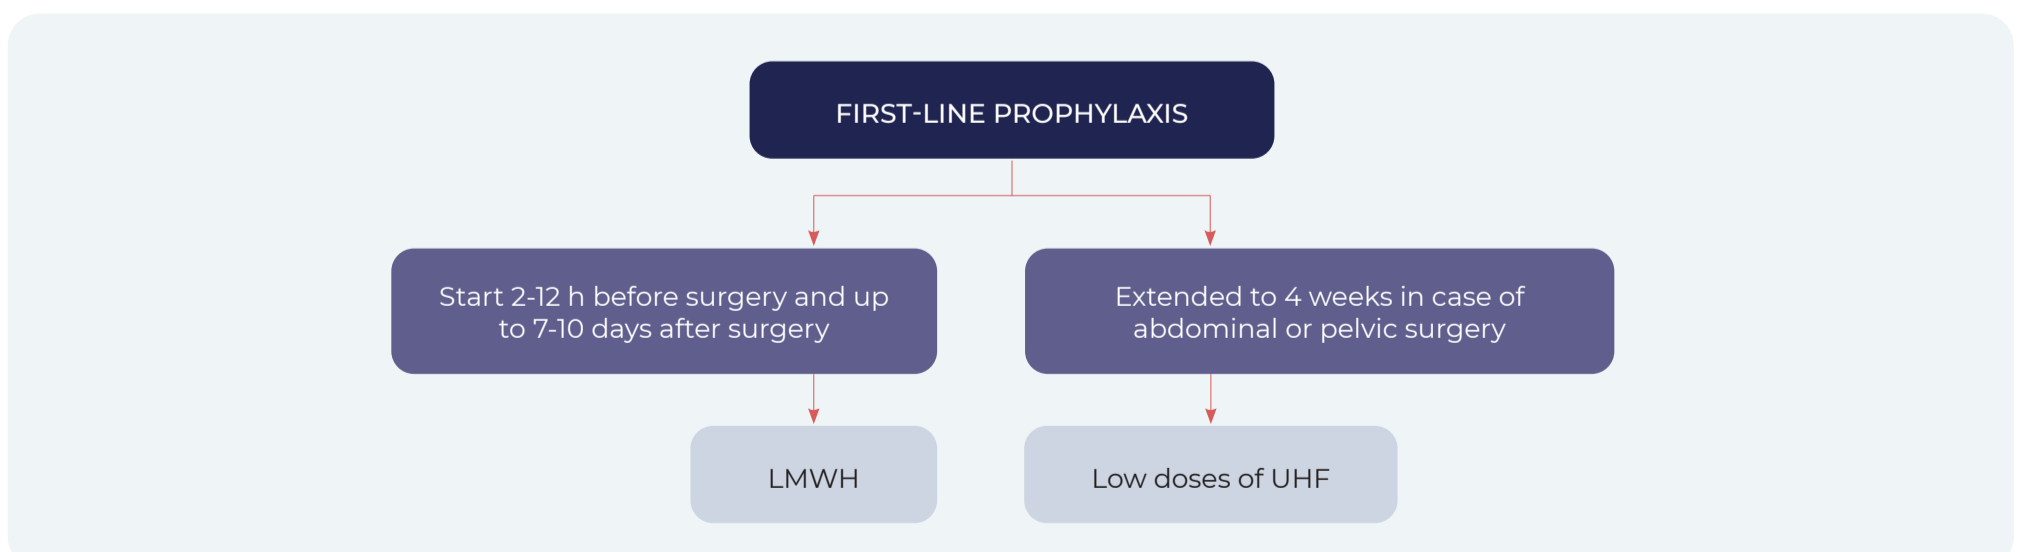 FIRST-LINE PROPHYLAXIS
Start 2-12 h before surgery and up
to 7-10 days after surgery
Extended to 4 weeks in case of
abdominal or pelvic surgery
LMWH
Low doses of UHF